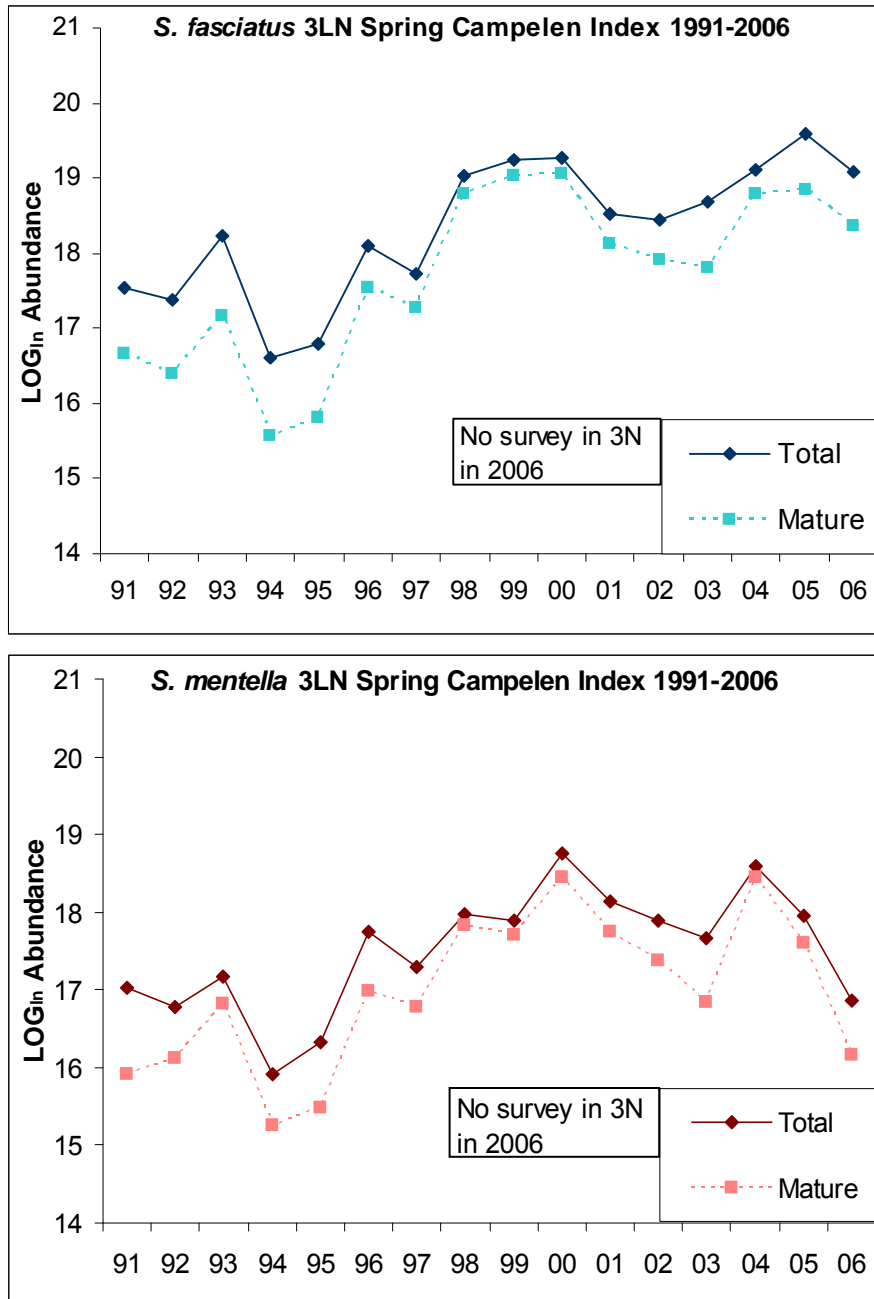 S. fasciatus 3LN Spring Campelen Index 1991-2006
21
20
19
18
17
16
15
14
LOGln Abundance
No survey in 3N
in 2006
Total
Mature
91 92 93 94 95 96 97 98 99 00 01 02 03 04 05 06
S. mentella 3LN Spring Campelen Index 1991-2006
21
20
19
18
17
16
15
14
LOGln Abundance
No survey in 3N
in 2006
Total
Mature
91 92 93 94 95 96 97 98 99 00 01 02 03 04 05 06